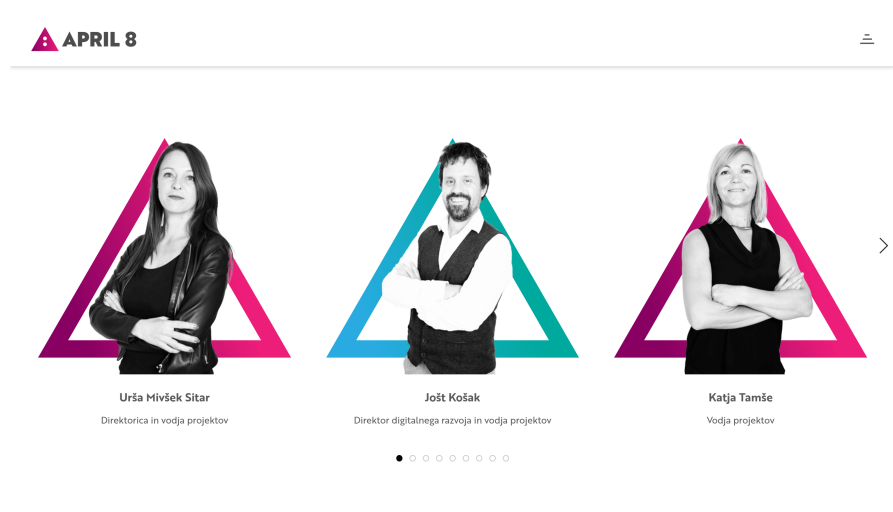 APRIL 8
Urša Mivšek Sitar
Jošt Košak
Katja Tamše
Direktorica in vodja projektov
Direktor digitalnega razvoja in vodja projektov
Vodja projektov